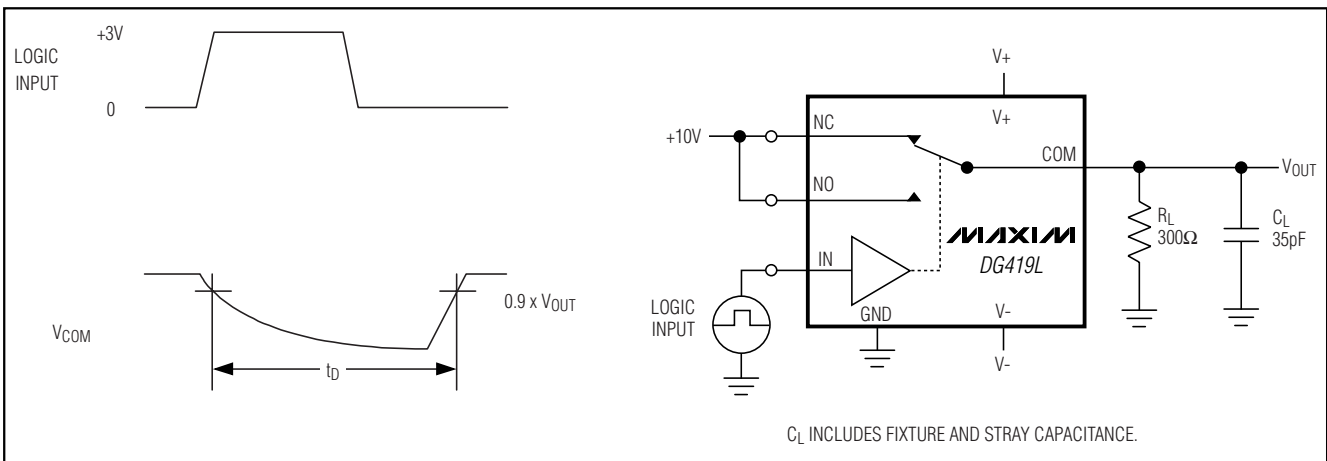 LOGIC
INPUT
+3V
0
VCOM
0.9 x VOUT
tD
V+
V+
+10V
NC
NO
COM
VOUT
RL
300Ω
CL
35pF
MAXIM
DG419L
IN
LOGIC
INPUT
GND
V-
V-
CL INCLUDES FIXTURE AND STRAY CAPACITANCE.